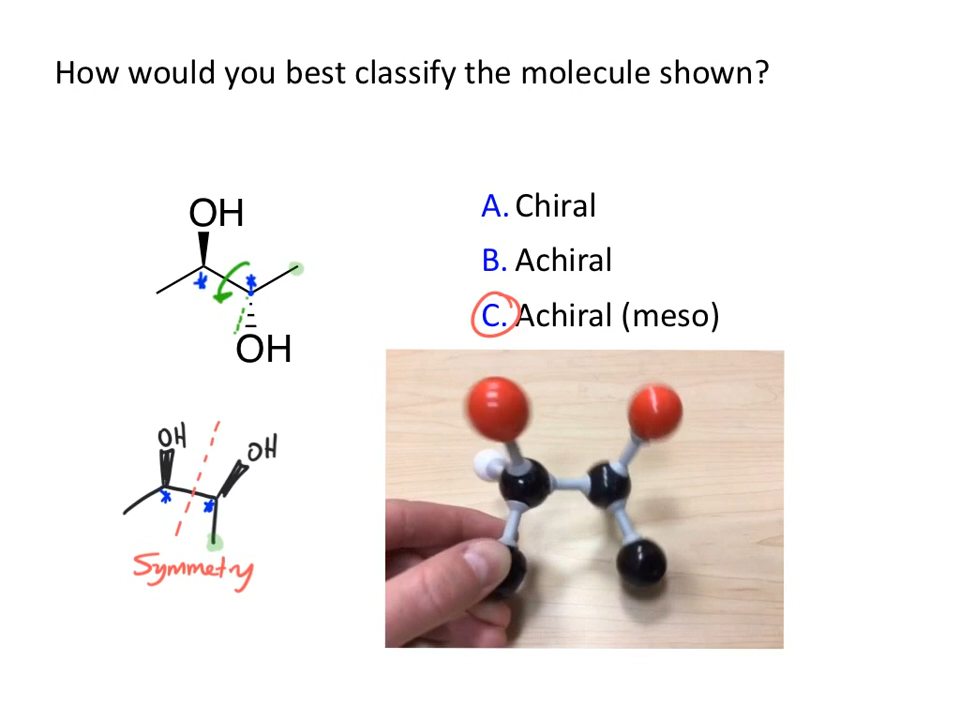 How would you best classify the molecule shown?
OH
OH
A. Chiral
B. Achiral
C. Achiral (meso)
OH
OH
Symmetry